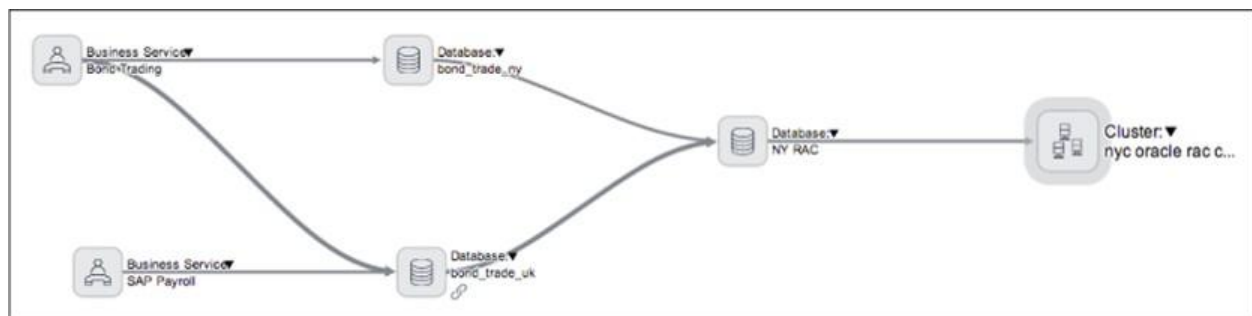 Business Service▼
Bond Trading
Database:▼
bond_trade_ny
Database:▼
NY RAC
Cluster:▼
nyc oracle rac c...
Business Service▼
SAP Payroll
Database:▼
bond_trade_uk